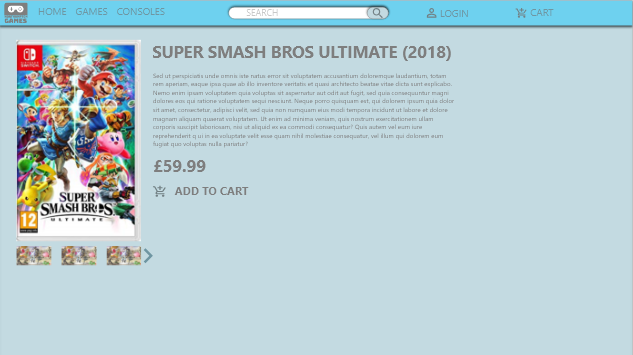 GAMES
HOME GAMES CONSOLES
SEARCH
LOGIN
CART
SUPER SMASH BROS ULTIMATE (2018)
Sed ut perspiciatis unde omnis iste natus error sit voluptatem accusantium doloremque laudantium, totam
rem aperiam, eaque ipsa quae ab illo inventore veritatis et quasi architecto beatae vitae dicta sunt explicabo.
Nemo enim ipsam voluptatem quia voluptas sit aspernatur aut odit aut fugit, sed quia consequuntur magni
dolores eos qui ratione voluptatem sequi nesciunt. Neque porro quisquam est, qui dolorem ipsum quia dolor
sit amet, consectetur, adipisci velit, sed quia non numquam eius modi tempora incidunt ut labore et dolore
magnam aliquam quaerat voluptatem. Ut enim ad minima veniam, quis nostrum exercitationem ullam
corporis suscipit laboriosam, nisi ut aliquid ex ea commodi consequatur? Quis autem vel eum iure
reprehenderit q ui in ea voluptate velit esse quam nihil molestiae consequatur, vel illum qui dolorem eum
fugiat quo voluptas nulla pariatur?
£59.99
ADD TO CART
SUPER
SMASH BROS.
ULTIMATE
12